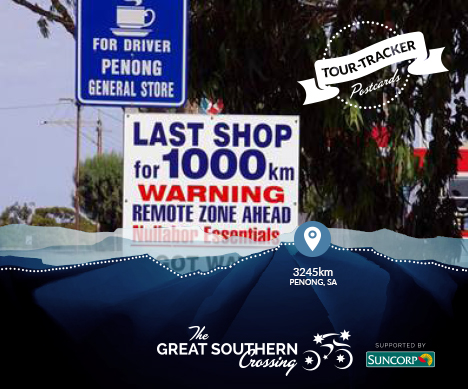 FOR DRIVER
PENONG
GENERAL STORE
TOUR-TRACKER
Postcards
LAST SHOP
for 1000km
WARNING
REMOTE ZONE AHEAD
Nullabor Essentials
3245km
PENONG, SA
The
GREAT SOUTHERN
Crossing
SUPPORTED BY
SUNCORP